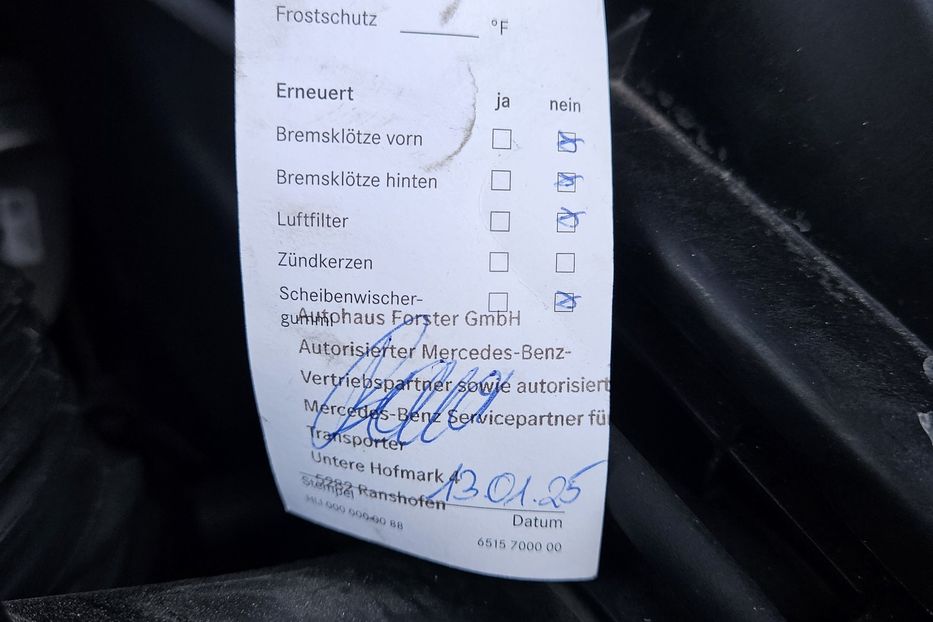 Frostschutz °F
Erneuert ja nein
Bremsklötze vorn
Bremsklötze hinten
Luftfilter
Zündkerzen
Scheibenwischer-
gummi
Autohaus Forster GmbH
Autorisierter Mercedes-Benz-
Vertriebspartner sowie autorisiert
Mercedes-Benz Servicepartner für
Transporter
Untere Hofmark 4
5282 Ranshofen
13.01.25
Stempel Datum
6515 7000 00